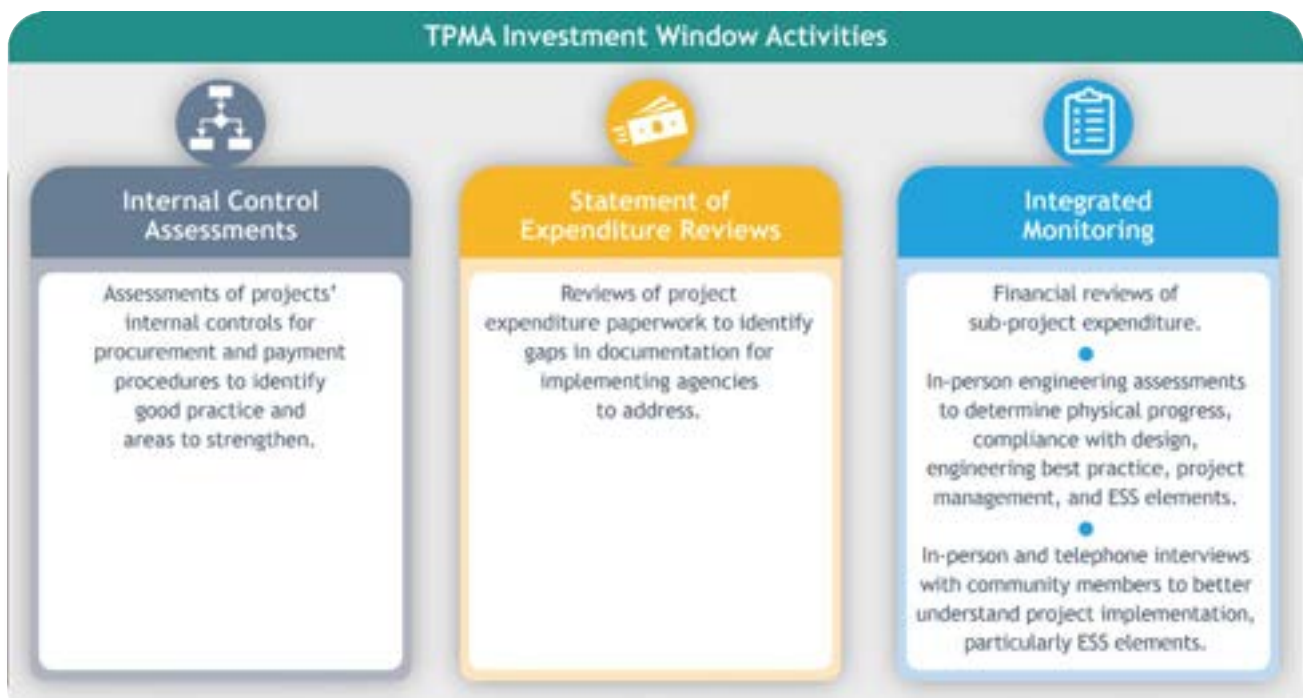 TPMA Investment Window Activities
Internal Control
Assessments
Assessments of projects'
internal controls for
procurement and payment
procedures to identify
good practice and
areas to strengthen.
Statement of
Expenditure Reviews
Reviews of project
expenditure paperwork to identify
gaps in documentation for
implementing agencies
to address.
Integrated
Monitoring
Financial reviews of
sub-project expenditure.
In-person engineering assessments
to determine physical progress,
compliance with design,
engineering best practice, project
management, and ESS elements.
In-person and telephone interviews
with community members to better
understand project implementation,
particularly ESS elements.